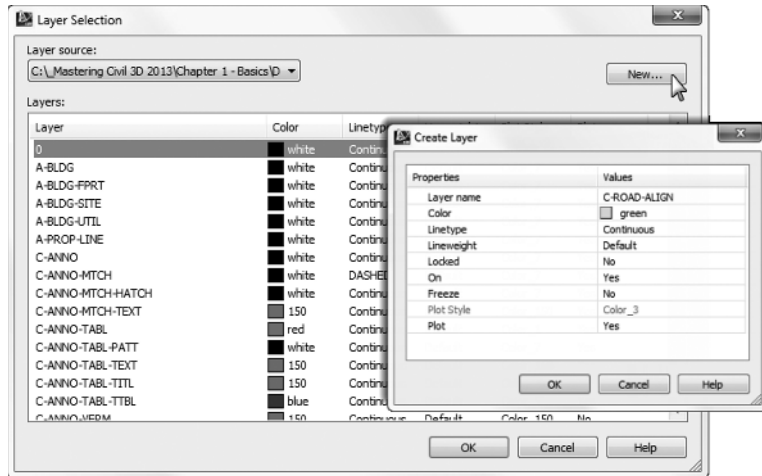 Layer Selection
Layer source:
C:\_Mastering Civil 3D 2013\Chapter 1 - Basics\D
New...
Layers:
Layer Color
0 white
A-BLDG white
A-BLDG-FPRT white
A-BLDG-SITE white
A-BLDG-UTIL white
A-PROP-LINE white
C-ANNO white
C-ANNO-MTCH white
C-ANNO-MTCH-HATCH white
C-ANNO-MTCH-TEXT 150
C-ANNO-TABL red
C-ANNO-TABL-PATT white
C-ANNO-TABL-TEXT 150
C-ANNO-TABL-TITL 150
C-ANNO-TABL-TTBL blue
150 Continuous Default Color_150 No
OK Cancel Help
Create Layer
Properties Values
Layer name C-ROAD-ALIGN
Color green
Linetype Continuous
Lineweight Default
Locked No
On Yes
Freeze No
Plot Style Color_3
Plot Yes
OK Cancel Help